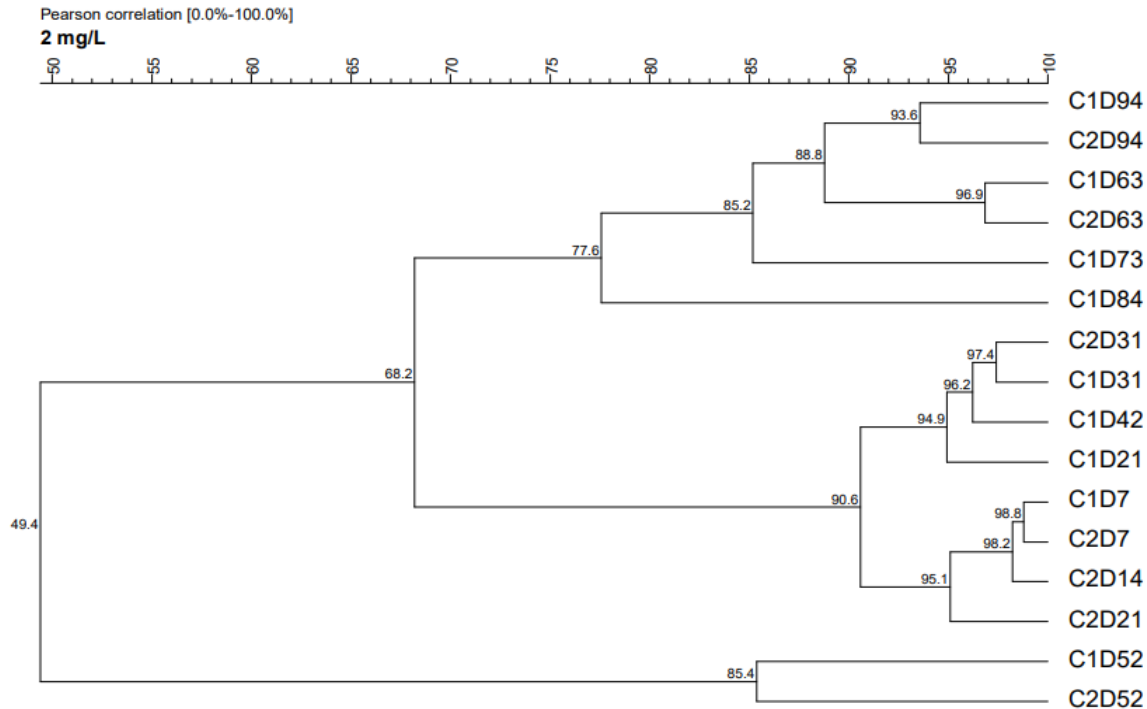 Pearson correlation [0.0%-100.0%]
2 mg/L
50 55 60 65 70 75 80 85 90 95 100
C1D94
93.6
C2D94
88.8
C1D63
96.9
85.2
C2D63
C1D73
77.6
C1D84
C2D31
97.4
68.2
C1D31
96.2
C1D42
94.9
C1D21
90.6
C1D7
98.8
49.4
C2D7
98.2
C2D14
95.1
C2D21
C1D52
85.4
C2D52